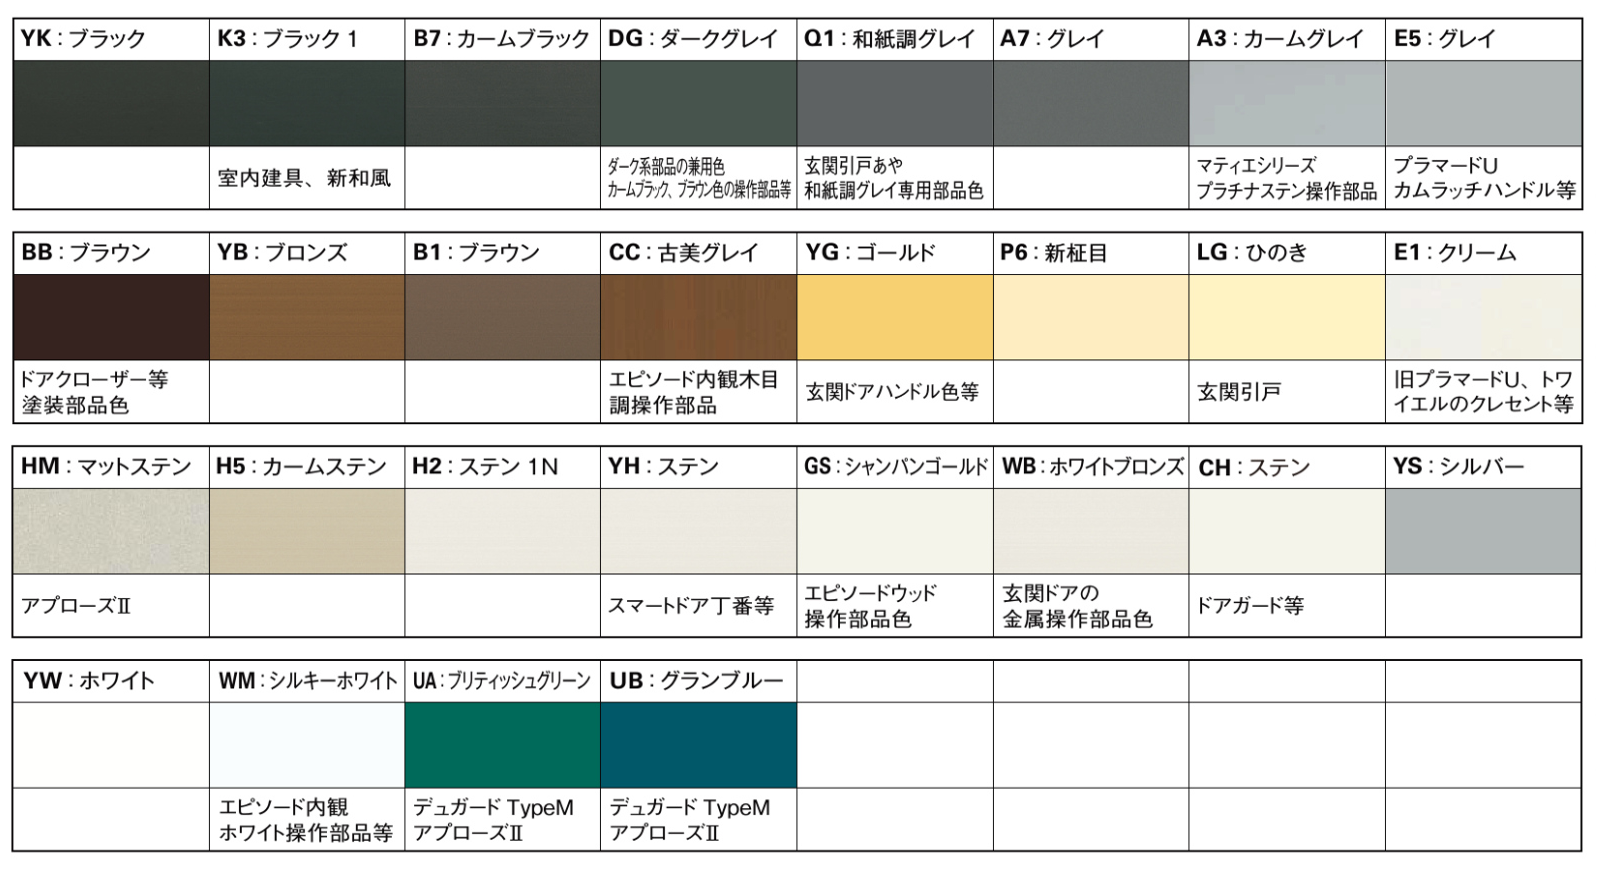 YK：ブラック
K3：ブラック 1
B7：カームブラック
DG：ダークグレイ
Q1：和紙調グレイ
A7：グレイ
A3：カームグレイ
E5：グレイ
室内建具、新和風
ダーク系部品の兼用色
カームブラック、ブラウン色の操作部品等
玄関引戸あや
和紙調グレイ専用部品色
マティエシリーズ
プラチナステン操作部品
プラマードU
カムラッチハンドル等
BB：ブラウン
YB：ブロンズ
B1：ブラウン
CC：古美グレイ
YG：ゴールド
P6：新柾目
LG：ひのき
E1：クリーム
ドアクローザー等
塗装部品色
エピソード内観木目
調操作部品
玄関ドアハンドル色等
玄関引戸
旧プラマードU、トワ
イエルのクレセント等
HM：マットステン
H5：カームステン
H2：ステン 1N
YH：ステン
GS：シャンパンゴールド
WB：ホワイトブロンズ
CH：ステン
YS：シルバー
アプローズⅡ
スマートドア丁番等
エピソードウッド
操作部品色
玄関ドアの
金属操作部品色
ドアガード等
YW：ホワイト
WM：シルキーホワイト
UA：ブリティッシュグリーン
UB：グランブルー
エピソード内観
ホワイト操作部品等
デュガード TypeM
アプローズⅡ
デュガード TypeM
アプローズⅡ